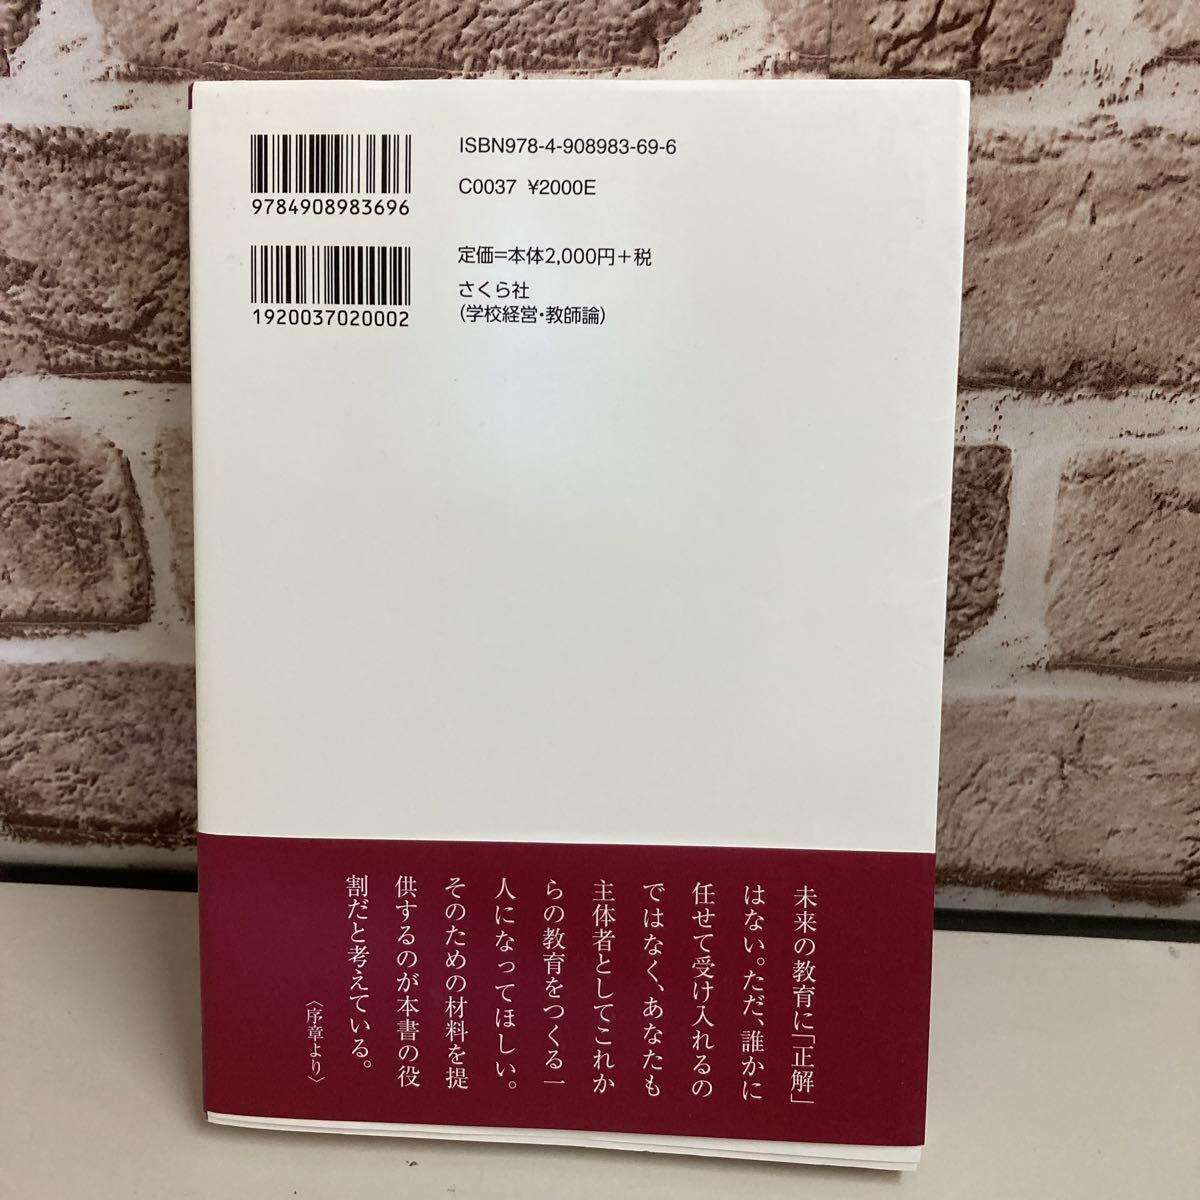 ISBN978-4-908983-69-6
C0037 ¥2000E
9784908983696
定価=本体2,000円+税
さくら社
(学校経営・教師論)
1920037020002
未来の教育に「正解」
はない。ただ、誰かに
任せて受け入れるの
ではなく、あなたも
主体者としてこれか
らの教育をつくる一
人になってほしい。
そのための材料を提
供するのが本書の役
割だと考えている。
〈序章より〉